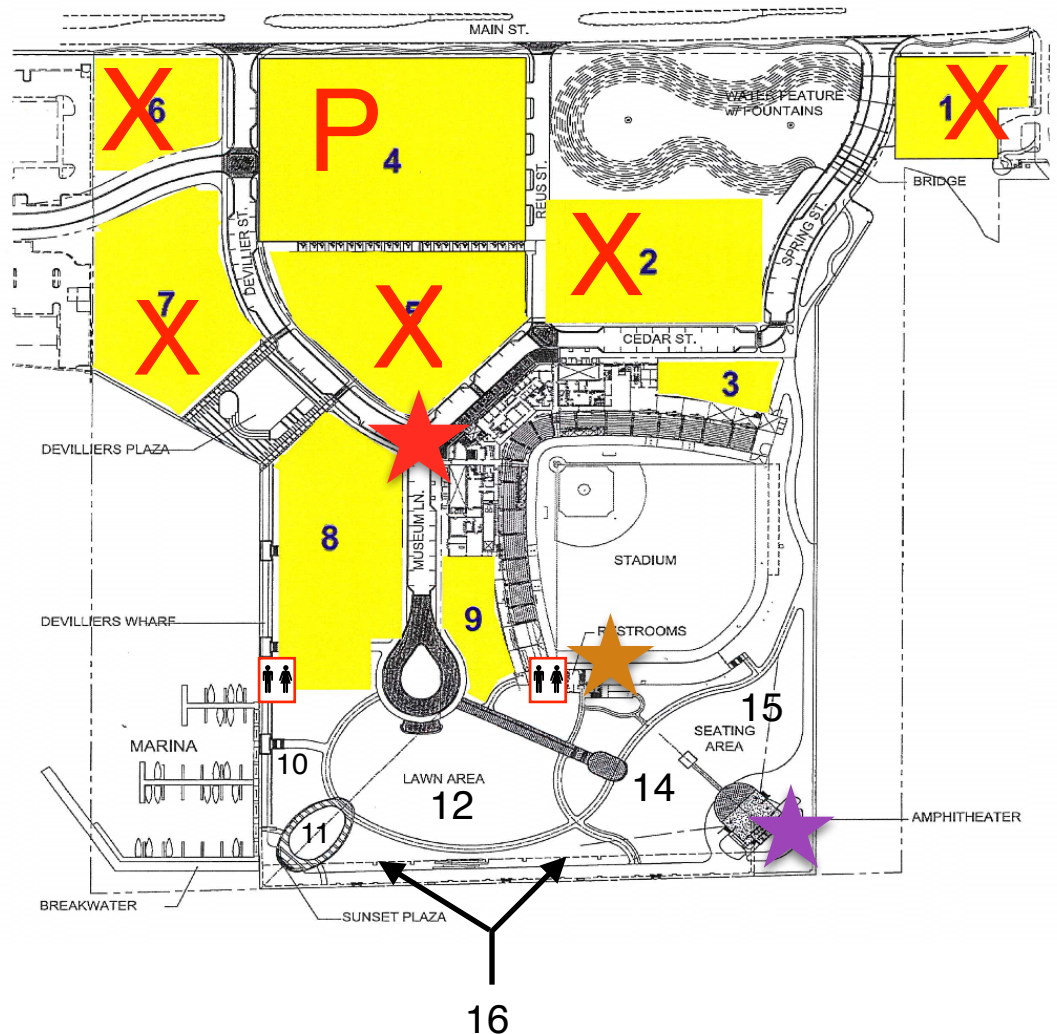 MAIN ST.
X
6
P
4
WATER FEATURE
w/ FOUNTAINS
1
X
BRIDGE
REUS ST.
DEVILLIER ST.
SPRING ST.
X
2
7
X
5
X
CEDAR ST.
3
DEVILLIERS PLAZA
8
MUSEUM LN.
STADIUM
9
DEVILLIERS WHARF
RESTROOMS
15
SEATING
AREA
MARINA
10
LAWN AREA
12
14
11
AMPHITHEATER
BREAKWATER
SUNSET PLAZA
16